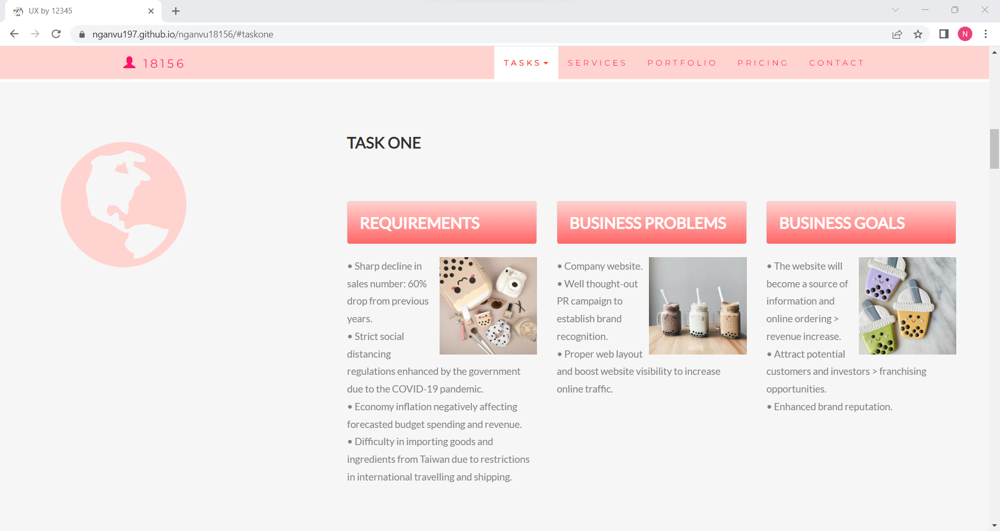 UX by 12345
nganvu197.github.io/nganvu18156/#taskone
N
18156
TASKS
SERVICES
PORTFOLIO
PRICING
CONTACT
TASK ONE
REQUIREMENTS
• Sharp decline in
sales number: 60%
drop from previous
years.
• Strict social
distancing
regulations enhanced by the government
due to the COVID-19 pandemic.
• Economy inflation negatively affecting
forecasted budget spending and revenue.
• Difficulty in importing goods and
ingredients from Taiwan due to restrictions
in international travelling and shipping.
BUSINESS PROBLEMS
• Company website.
• Well thought-out
PR campaign to
establish brand
recognition.
• Proper web layout
and boost website visibility to increase
online traffic.
BUSINESS GOALS
• The website will
become a source of
information and
online ordering >
revenue increase.
• Attract potential
customers and investors > franchising
opportunities.
• Enhanced brand reputation.